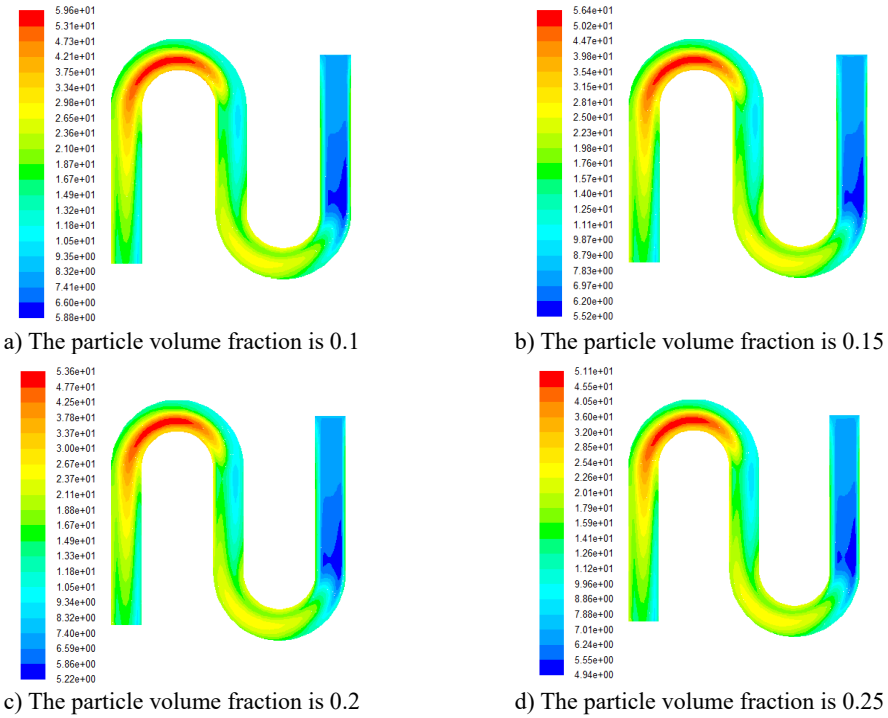 5.96e+01
5.31e+01
4.73e+01
4.21e+01
3.75e+01
3.34e+01
2.98e+01
2.65e+01
2.36e+01
2.10e+01
1.87e+01
1.67e+01
1.49e+01
1.32e+01
1.18e+01
1.05e+01
9.35e+00
8.32e+00
7.41e+00
6.60e+00
5.88e+00
a) The particle volume fraction is 0.1
5.64e+01
5.02e+01
4.47e+01
3.98e+01
3.54e+01
3.15e+01
2.81e+01
2.50e+01
2.23e+01
1.98e+01
1.76e+01
1.57e+01
1.40e+01
1.25e+01
1.11e+01
9.87e+00
8.79e+00
7.83e+00
6.97e+00
6.20e+00
5.52e+00
b) The particle volume fraction is 0.15
5.36e+01
4.77e+01
4.25e+01
3.78e+01
3.37e+01
3.00e+01
2.67e+01
2.37e+01
2.11e+01
1.88e+01
1.67e+01
1.49e+01
1.33e+01
1.18e+01
1.05e+01
9.34e+00
8.32e+00
7.40e+00
6.59e+00
5.86e+00
5.22e+00
c) The particle volume fraction is 0.2
5.11e+01
4.55e+01
4.05e+01
3.60e+01
3.20e+01
2.85e+01
2.54e+01
2.26e+01
2.01e+01
1.79e+01
1.59e+01
1.41e+01
1.26e+01
1.12e+01
9.96e+00
8.86e+00
7.88e+00
7.01e+00
6.24e+00
5.55e+00
4.94e+00
d) The particle volume fraction is 0.25